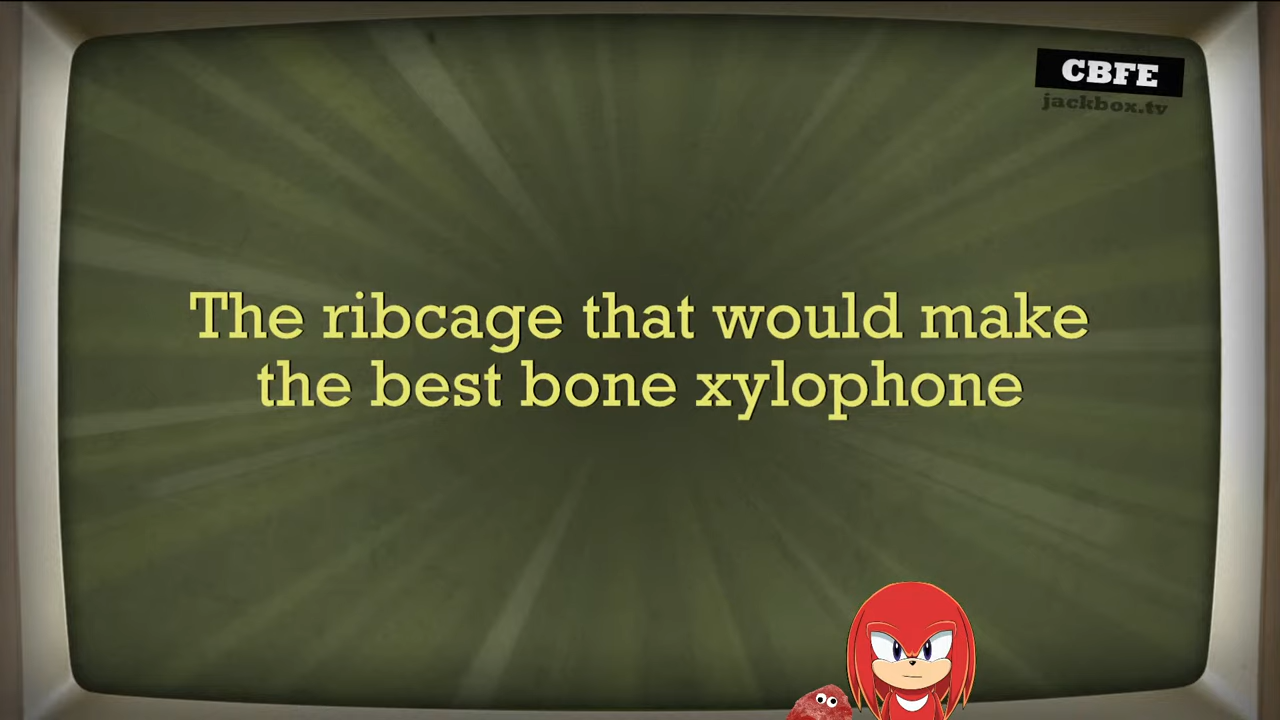 CBFE
jackbox.tv
The ribcage that would make
the best bone xylophone